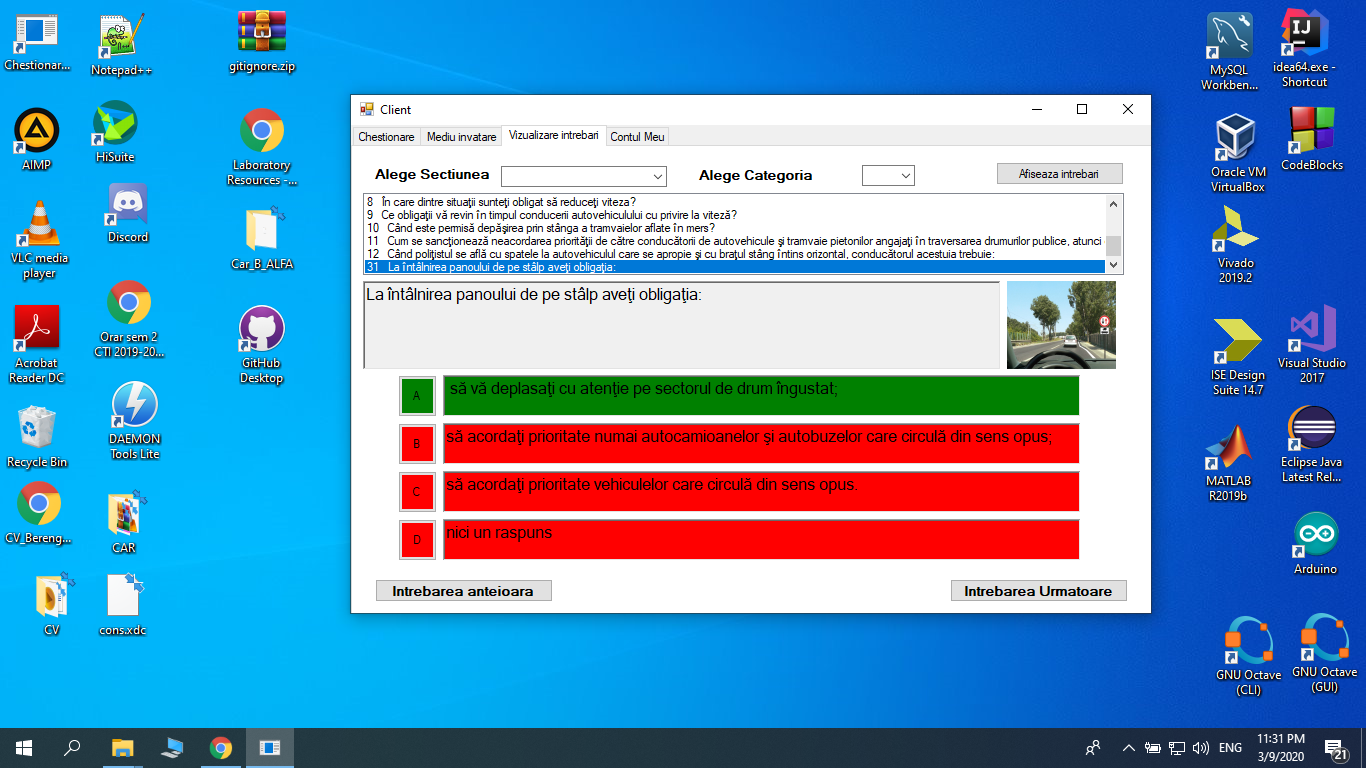 Chestionar...
Notepad++
gitignore.zip
AIMP
HiSuite
Laboratory
Resources -...
VLC media
player
Discord
Car_B_ALFA
Acrobat
Reader DC
Orar sem 2
CTI 2019-20...
GitHub
Desktop
Recycle Bin
DAEMON
Tools Lite
CV_Bereng...
CAR
CV
cons.xdc
Client
Chestionare
Mediu invatare
Vizualizare intrebari
Contul Meu
Alege Sectiunea
Alege Categoria
Afiseaza intrebari
8 În care dintre situaţii sunteţi obligat să reduceţi viteza?
9 Ce obligaţii vă revin în timpul conducerii autovehiculului cu privire la viteză?
10 Când este permisă depăşirea prin stânga a tramvaielor aflate în mers?
11 Cum se sancţionează neacordarea priorităţii de către conducătorii de autovehicule şi tramvaie pietonilor angajaţi în traversarea drumurilor publice, atunci
12 Când poliţistul se află cu spatele la autovehiculul care se apropie şi cu braţul stâng întins orizontal, conducătorul acestuia trebuie:
31 La întâlnirea panoului de pe stâlp aveţi obligaţia:
La întâlnirea panoului de pe stâlp aveţi obligaţia:
A
să vă deplasaţi cu atenţie pe sectorul de drum îngustat;
B
să acordaţi prioritate numai autocamioanelor şi autobuzelor care circulă din sens opus;
C
să acordaţi prioritate vehiculelor care circulă din sens opus.
D
nici un raspuns
Intrebarea anteioara
Intrebarea Urmatoare
MySQL
Workben...
idea64.exe -
Shortcut
Oracle VM
VirtualBox
CodeBlocks
Vivado
2019.2
ISE Design
Suite 14.7
Visual Studio
2017
MATLAB
R2019b
Eclipse Java
Latest Rel...
Arduino
GNU Octave
(CLI)
GNU Octave
(GUI)
ENG
11:31 PM
3/9/2020
21